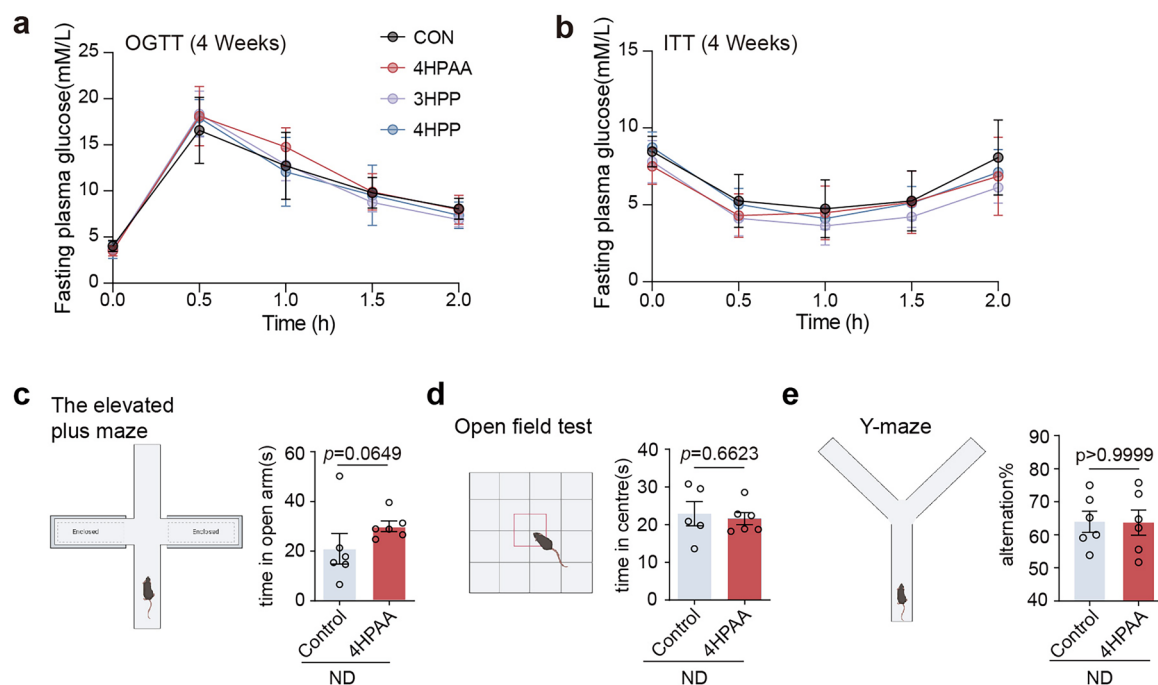 a
OGTT (4 Weeks)
CON
4HPAA
3HPP
4HPP
Fasting plasma glucose(mM/L)
25
20
15
10
5
0
0.0 0.5 1.0 1.5 2.0
Time (h)
b
ITT (4 Weeks)
Fasting plasma glucose(mM/L)
15
10
5
0
0.0 0.5 1.0 1.5 2.0
Time (h)
c
The elevated
plus maze
Enclosed Enclosed
time in open arm(s)
p=0.0649
60
40
20
0
Control 4HPAA
ND
d
Open field test
time in centre(s)
p=0.6623
40
30
20
10
0
Control 4HPAA
ND
e
Y-maze
alternation%
p>0.9999
90
80
70
60
50
40
Control 4HPAA
ND